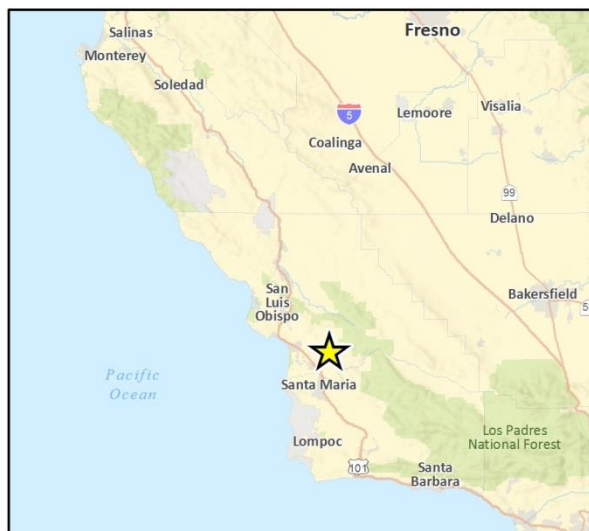 Fresno
Salinas
Monterey
Soledad
5
Lemoore
Visalia
Coalinga
Avenal
99
Delano
San
Luis
Obispo
Bakersfield
5
Santa Maria
Pacific
Ocean
Los Padres
National Forest
Lompoc
101
Santa
Barbara